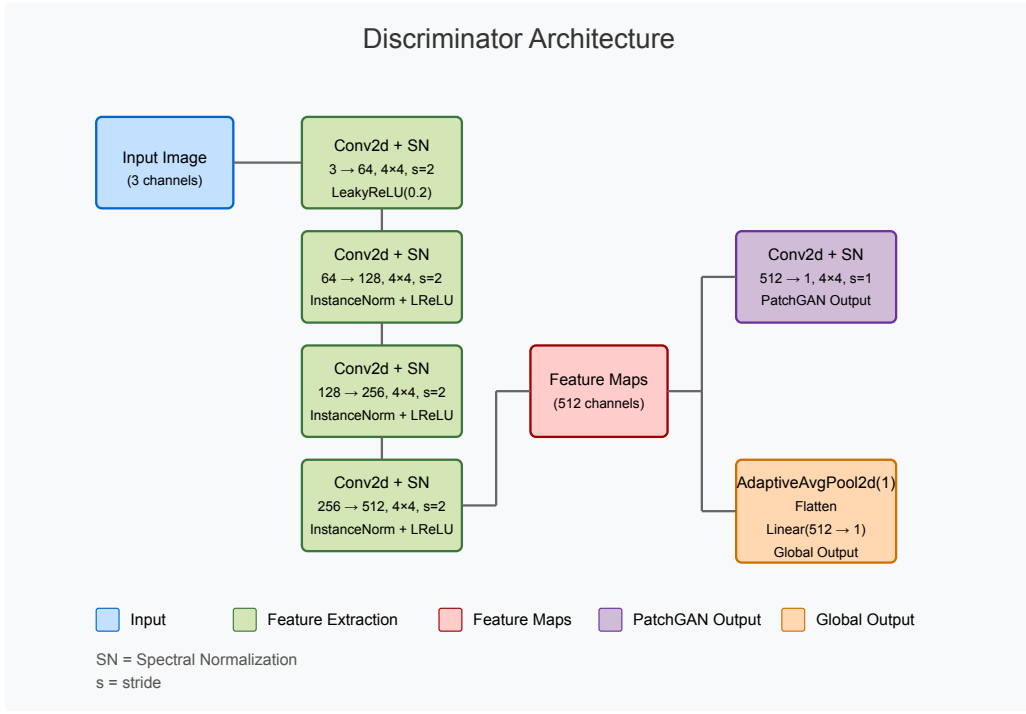 Discriminator Architecture
Input Image
(3 channels)
Conv2d + SN
3 → 64, 4×4, s=2
LeakyReLU(0.2)
Conv2d + SN
64 → 128, 4×4, s=2
InstanceNorm + LReLU
Conv2d + SN
128 → 256, 4×4, s=2
InstanceNorm + LReLU
Conv2d + SN
256 → 512, 4×4, s=2
InstanceNorm + LReLU
Feature Maps
(512 channels)
Conv2d + SN
512 → 1, 4×4, s=1
PatchGAN Output
AdaptiveAvgPool2d(1)
Flatten
Linear(512 → 1)
Global Output
Input
Feature Extraction
Feature Maps
PatchGAN Output
Global Output
SN = Spectral Normalization
s = stride